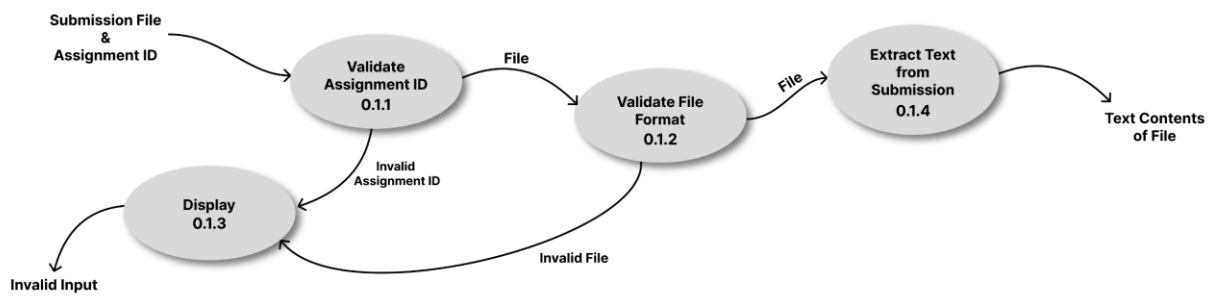 Submission File
&
Assignment ID
Validate
Assignment ID
0.1.1
File
Validate File
Format
0.1.2
File
Extract Text
from
Submission
0.1.4
Text Contents
of File
Invalid
Assignment ID
Display
0.1.3
Invalid File
Invalid Input